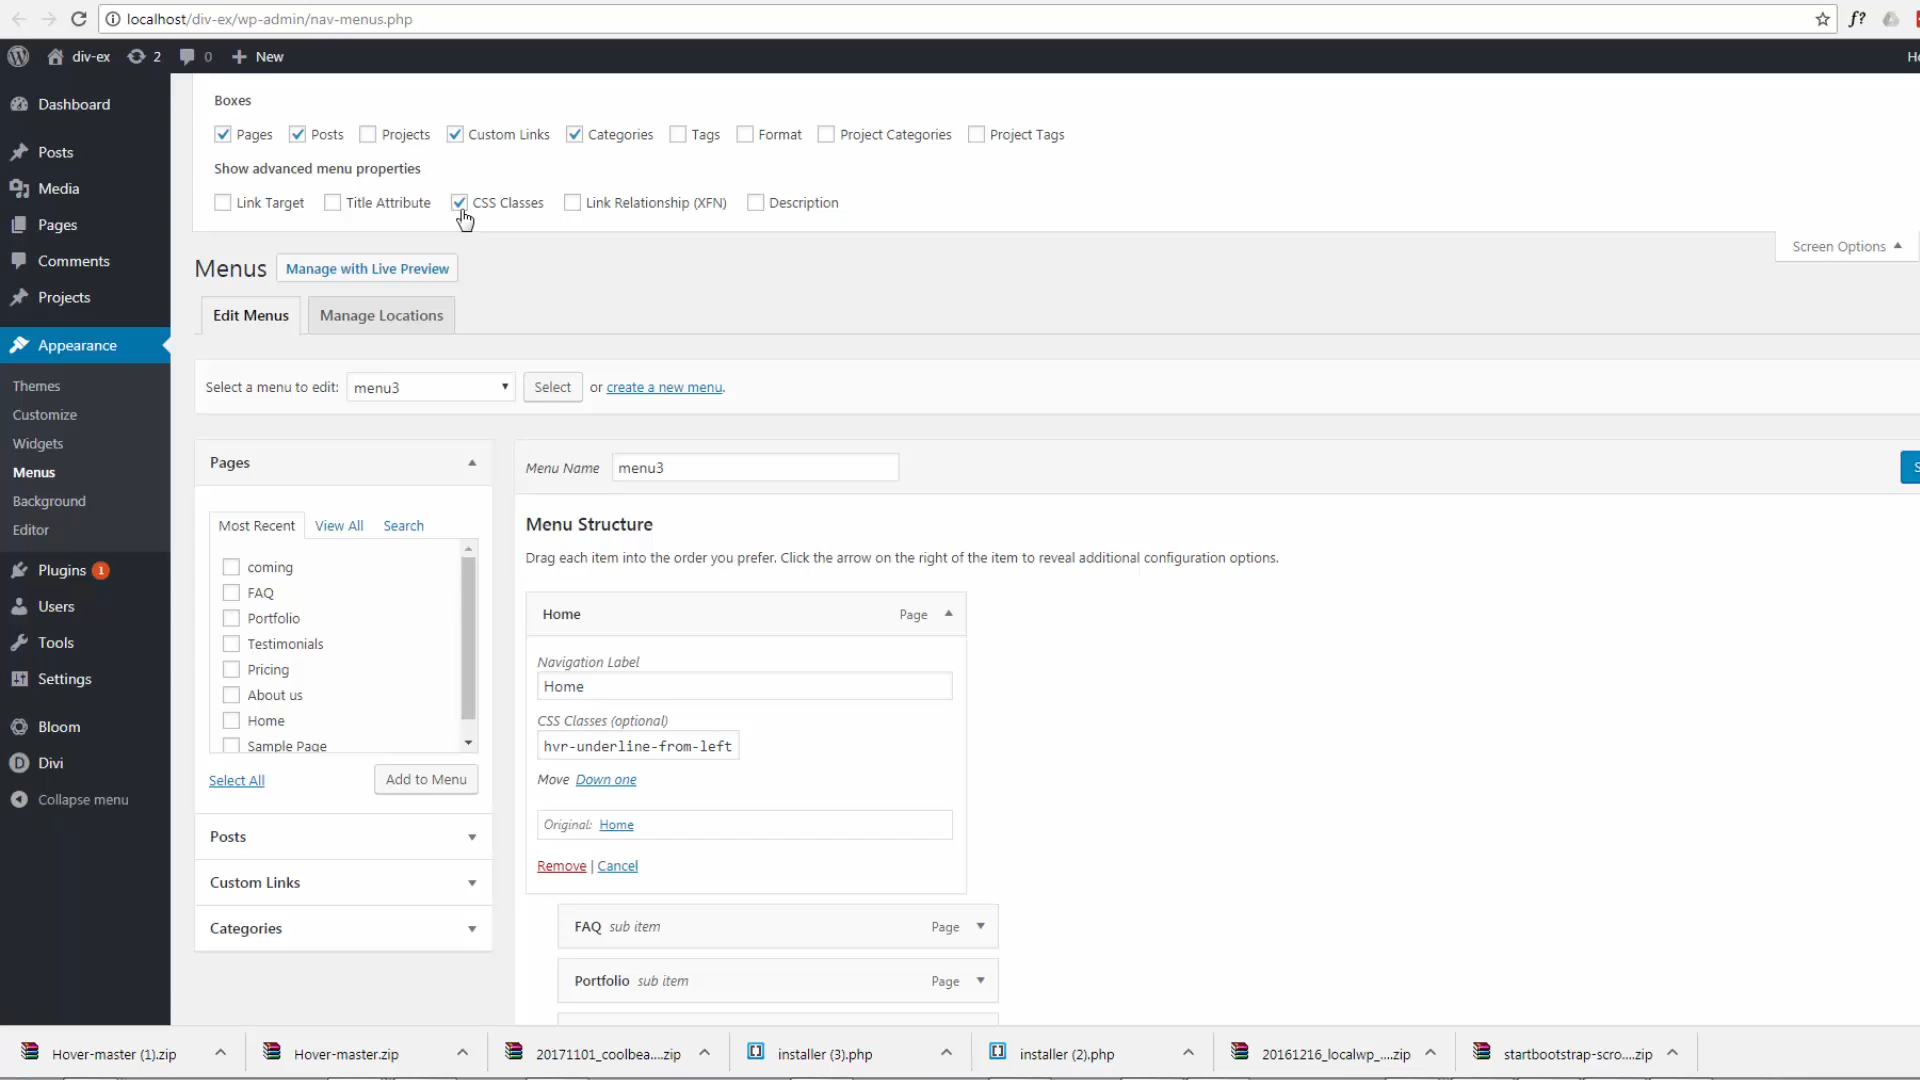 localhost/div-ex/wp-admin/nav-menus.php
f?
div-ex 2 0 New
Dashboard
Posts
Media
Pages
Comments
Projects
Appearance
Themes
Customize
Widgets
Menus
Background
Editor
Plugins 1
Users
Tools
Settings
Bloom
Divi
Collapse menu
Boxes
Pages Posts Projects Custom Links Categories Tags Format Project Categories Project Tags
Show advanced menu properties
Link Target Title Attribute CSS Classes Link Relationship (XFN) Description
Screen Options
Menus Manage with Live Preview
Edit Menus Manage Locations
Select a menu to edit: menu3 Select or create a new menu.
Pages
Most Recent View All Search
coming
FAQ
Portfolio
Testimonials
Pricing
About us
Home
Sample Page
Select All Add to Menu
Posts
Custom Links
Categories
Menu Name menu3
Menu Structure
Drag each item into the order you prefer. Click the arrow on the right of the item to reveal additional configuration options.
Home Page
Navigation Label
Home
CSS Classes (optional)
hvr-underline-from-left
Move Down one
Original: Home
Remove | Cancel
FAQ sub item Page
Portfolio sub item Page
Hover-master (1).zip Hover-master.zip 20171101_coolbea....zip installer (3).php installer (2).php 20161216_localwp_....zip startbootstrap-scro....zip